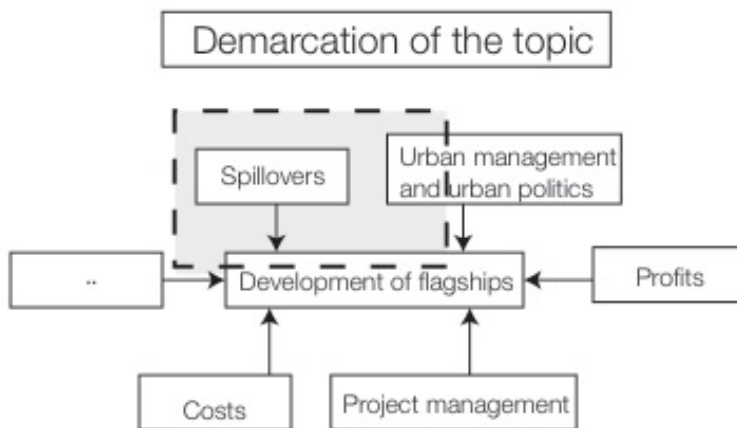 Demarcation of the topic
Spillovers
Urban management
and urban politics
..
Development of flagships
Profits
Costs
Project management